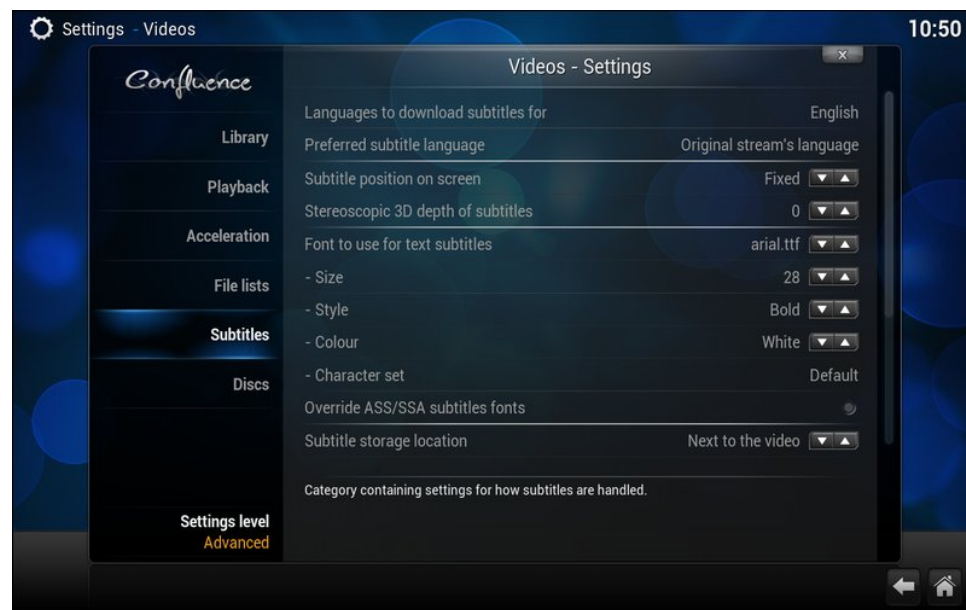 Settings - Videos
10:50
Confluence
Videos - Settings
Library
Playback
Acceleration
File lists
Subtitles
Discs
Settings level
Advanced
Languages to download subtitles for English
Preferred subtitle language Original stream's language
Subtitle position on screen Fixed
Stereoscopic 3D depth of subtitles 0
Font to use for text subtitles arial.ttf
- Size 28
- Style Bold
- Colour White
- Character set Default
Override ASS/SSA subtitles fonts
Subtitle storage location Next to the video
Category containing settings for how subtitles are handled.